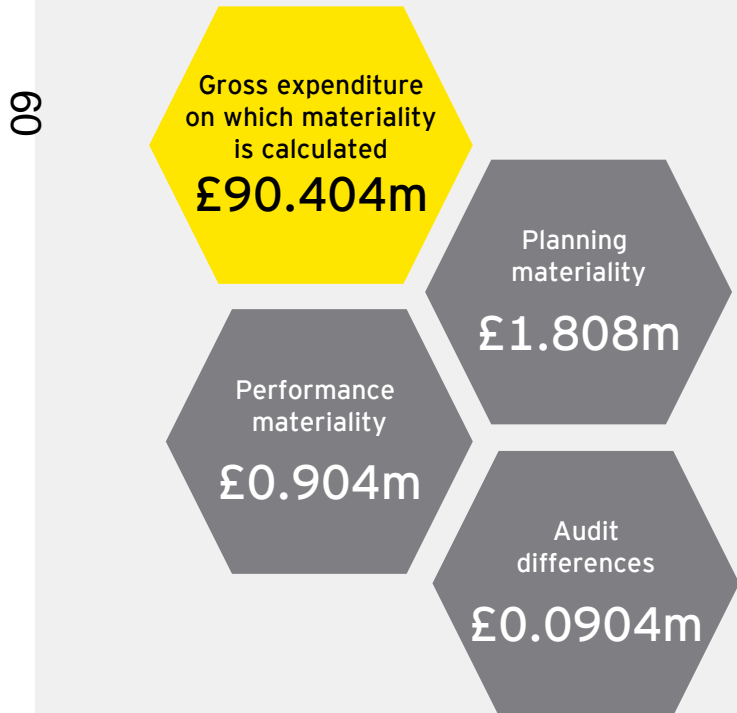 60
Gross expenditure
on which materiality
is calculated
£90.404m
Planning
materiality
£1.808m
Performance
materiality
£0.904m
Audit
differences
£0.0904m